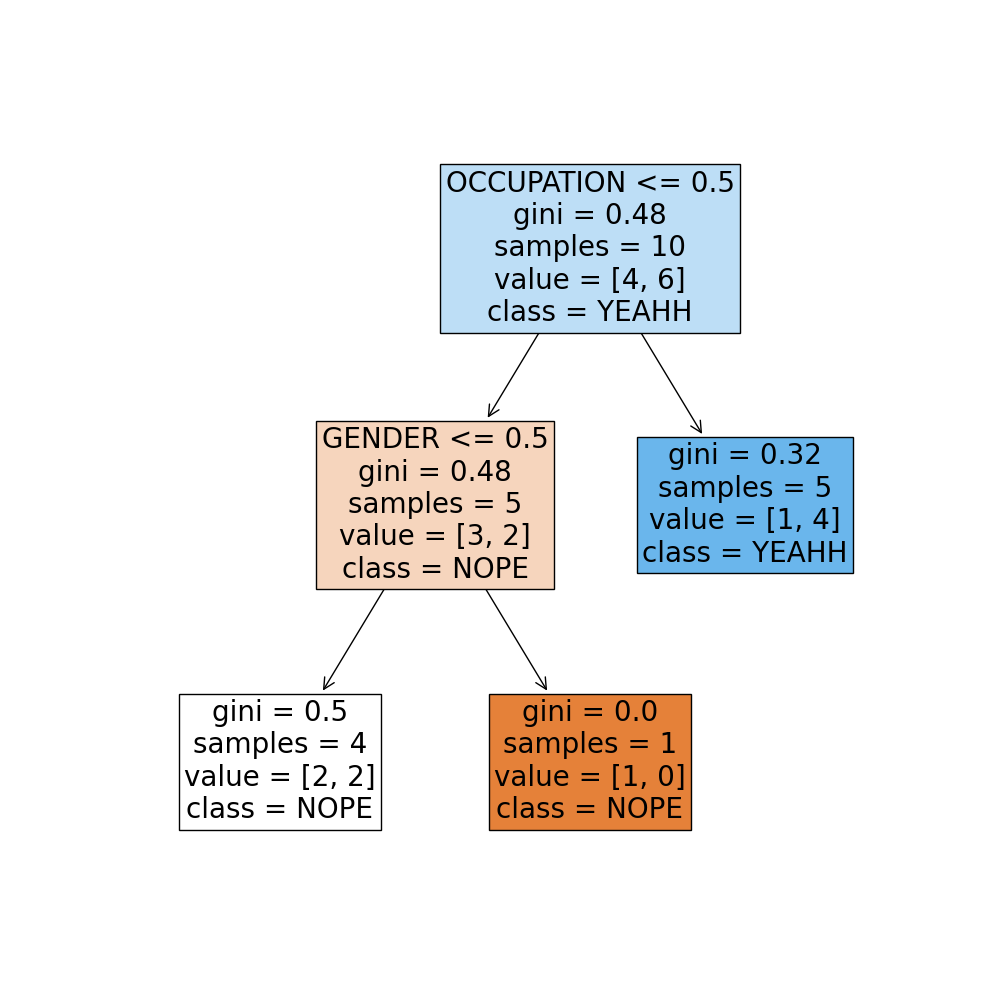 OCCUPATION <= 0.5
gini = 0.48
samples = 10
value = [4, 6]
class = YEAHH
GENDER <= 0.5
gini = 0.48
samples = 5
value = [3, 2]
class = NOPE
gini = 0.32
samples = 5
value = [1, 4]
class = YEAHH
gini = 0.5
samples = 4
value = [2, 2]
class = NOPE
gini = 0.0
samples = 1
value = [1, 0]
class = NOPE